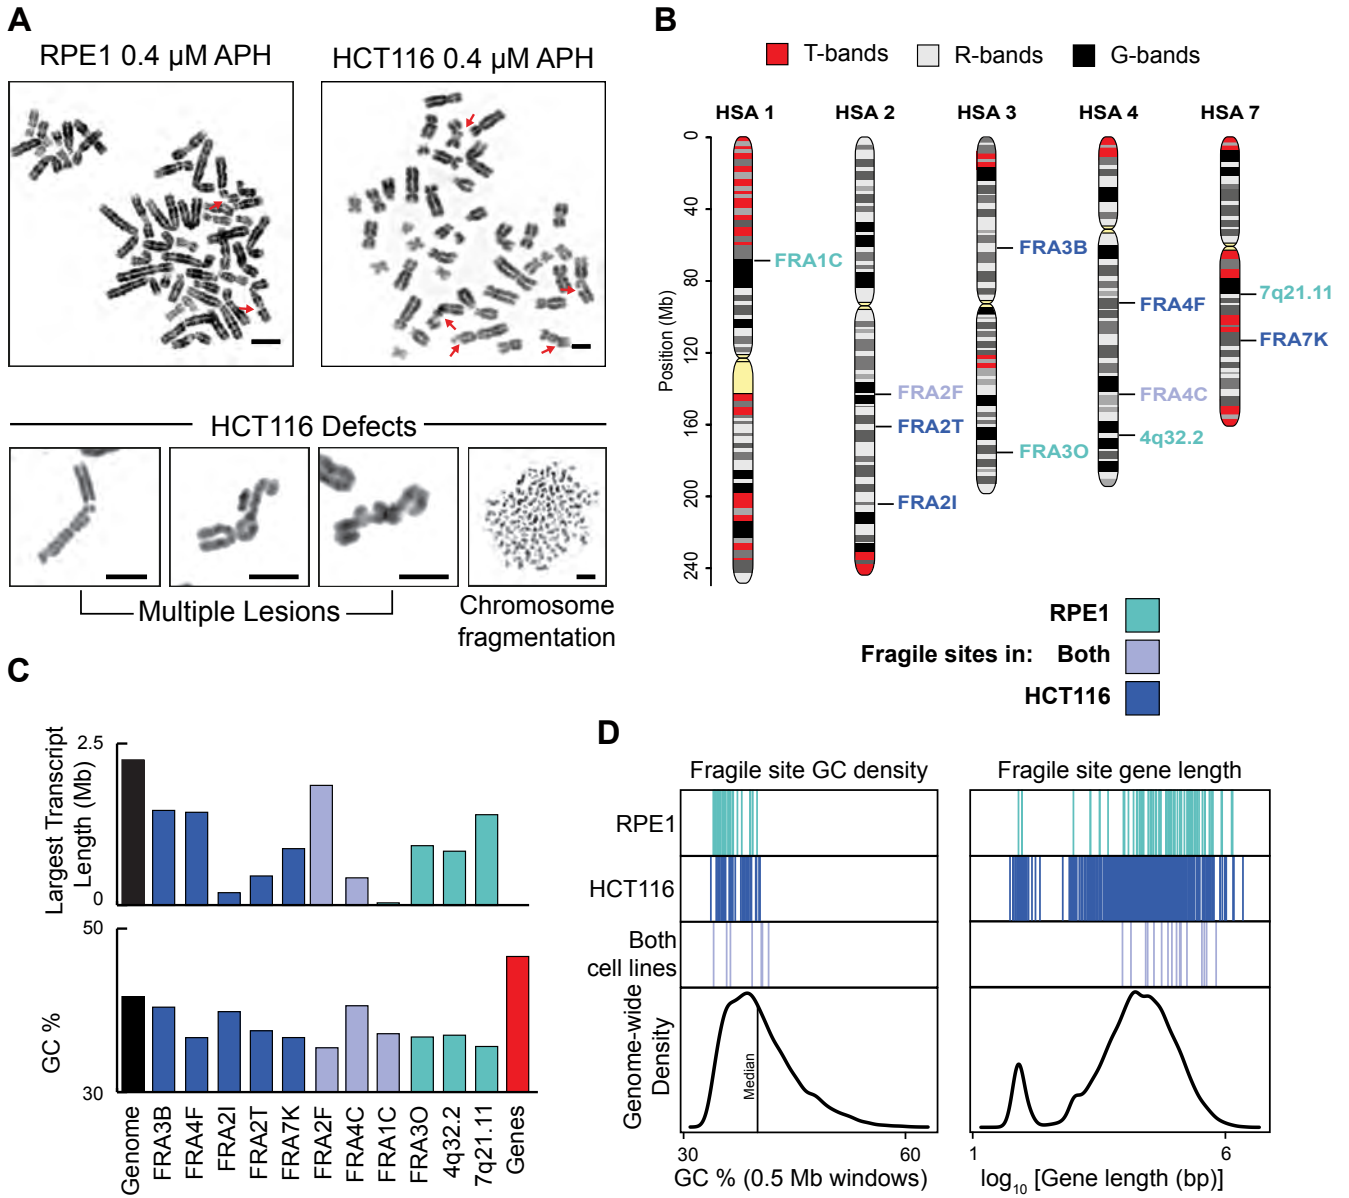 A
RPE1 0.4 µM APH
HCT116 0.4 µM APH
HCT116 Defects
Multiple Lesions
Chromosome
fragmentation
B
T-bands
R-bands
G-bands
HSA 1
HSA 2
HSA 3
HSA 4
HSA 7
Position (Mb)
0
40
80
120
160
200
240
FRA1C
FRA2F
FRA2T
FRA2I
FRA3B
FRA3O
FRA4F
FRA4C
4q32.2
7q21.11
FRA7K
RPE1
Fragile sites in: Both
HCT116
C
Largest Transcript
Length (Mb)
2.5
0
GC %
50
30
Genome
FRA3B
FRA4F
FRA2I
FRA2T
FRA7K
FRA2F
FRA4C
FRA1C
FRA3O
4q32.2
7q21.11
Genes
D
Fragile site GC density
Fragile site gene length
RPE1
HCT116
Both
cell lines
Genome-wide
Density
Median
30
60
GC % (0.5 Mb windows)
1
6
log10 [Gene length (bp)]